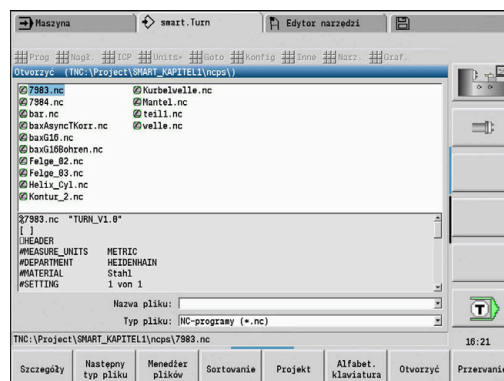 Maszyna
smart.Turn
Edytor narzędzi
Prog Nagł. ICP Units» Goto Konfig Inne Narz. Graf.
Otworzyć (TNC:\Project\SMART_KAPITEL1\ncps\)
7983.nc
7984.nc
bar.nc
baxAsyncTKorr.nc
baxG16.nc
baxG16Bohren.nc
Felge_02.nc
Felge_03.nc
Helix_Cyl.nc
Kontur_2.nc
Kurbelwelle.nc
Mantel.nc
teil1.nc
welle.nc
%7983.nc "TURN_V1.0"
[ ]
HEADER
#MEASURE_UNITS METRIC
#DEPARTMENT HEIDENHAIN
#MATERIAL Stahl
#SETTING 1 von 1
Nazwa pliku:
Typ pliku: NC-programy (*.nc)
TNC:\Project\SMART_KAPITEL1\ncps\7983.nc
T
16:21
Szczegóły
Następny typ pliku
Menedżer plików
Sortowanie
Projekt
Alfabet. klawiatura
Otworzyć
Przerwanie